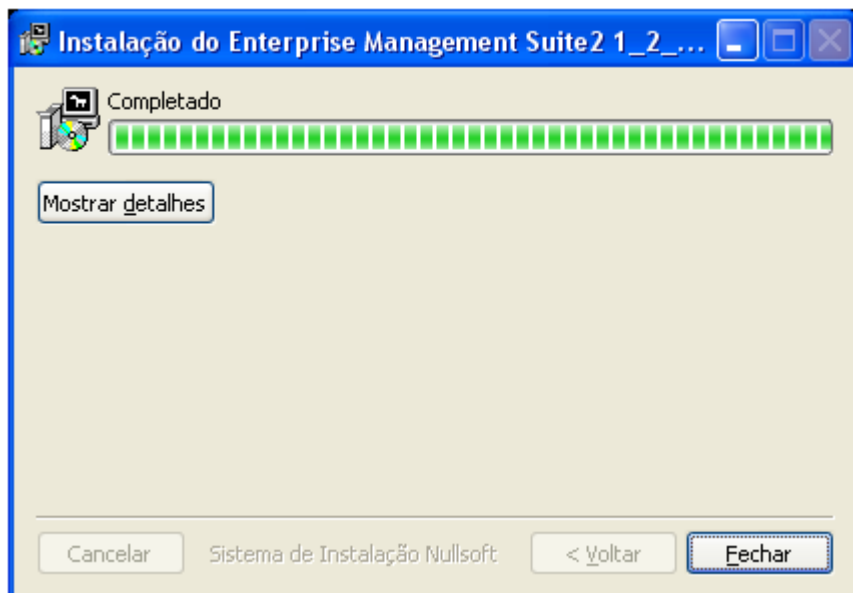 Instalação do Enterprise Management Suite2 1_2_...
Completado
Mostrar detalhes
Cancelar
Sistema de Instalação Nullsoft
< Voltar
Fechar